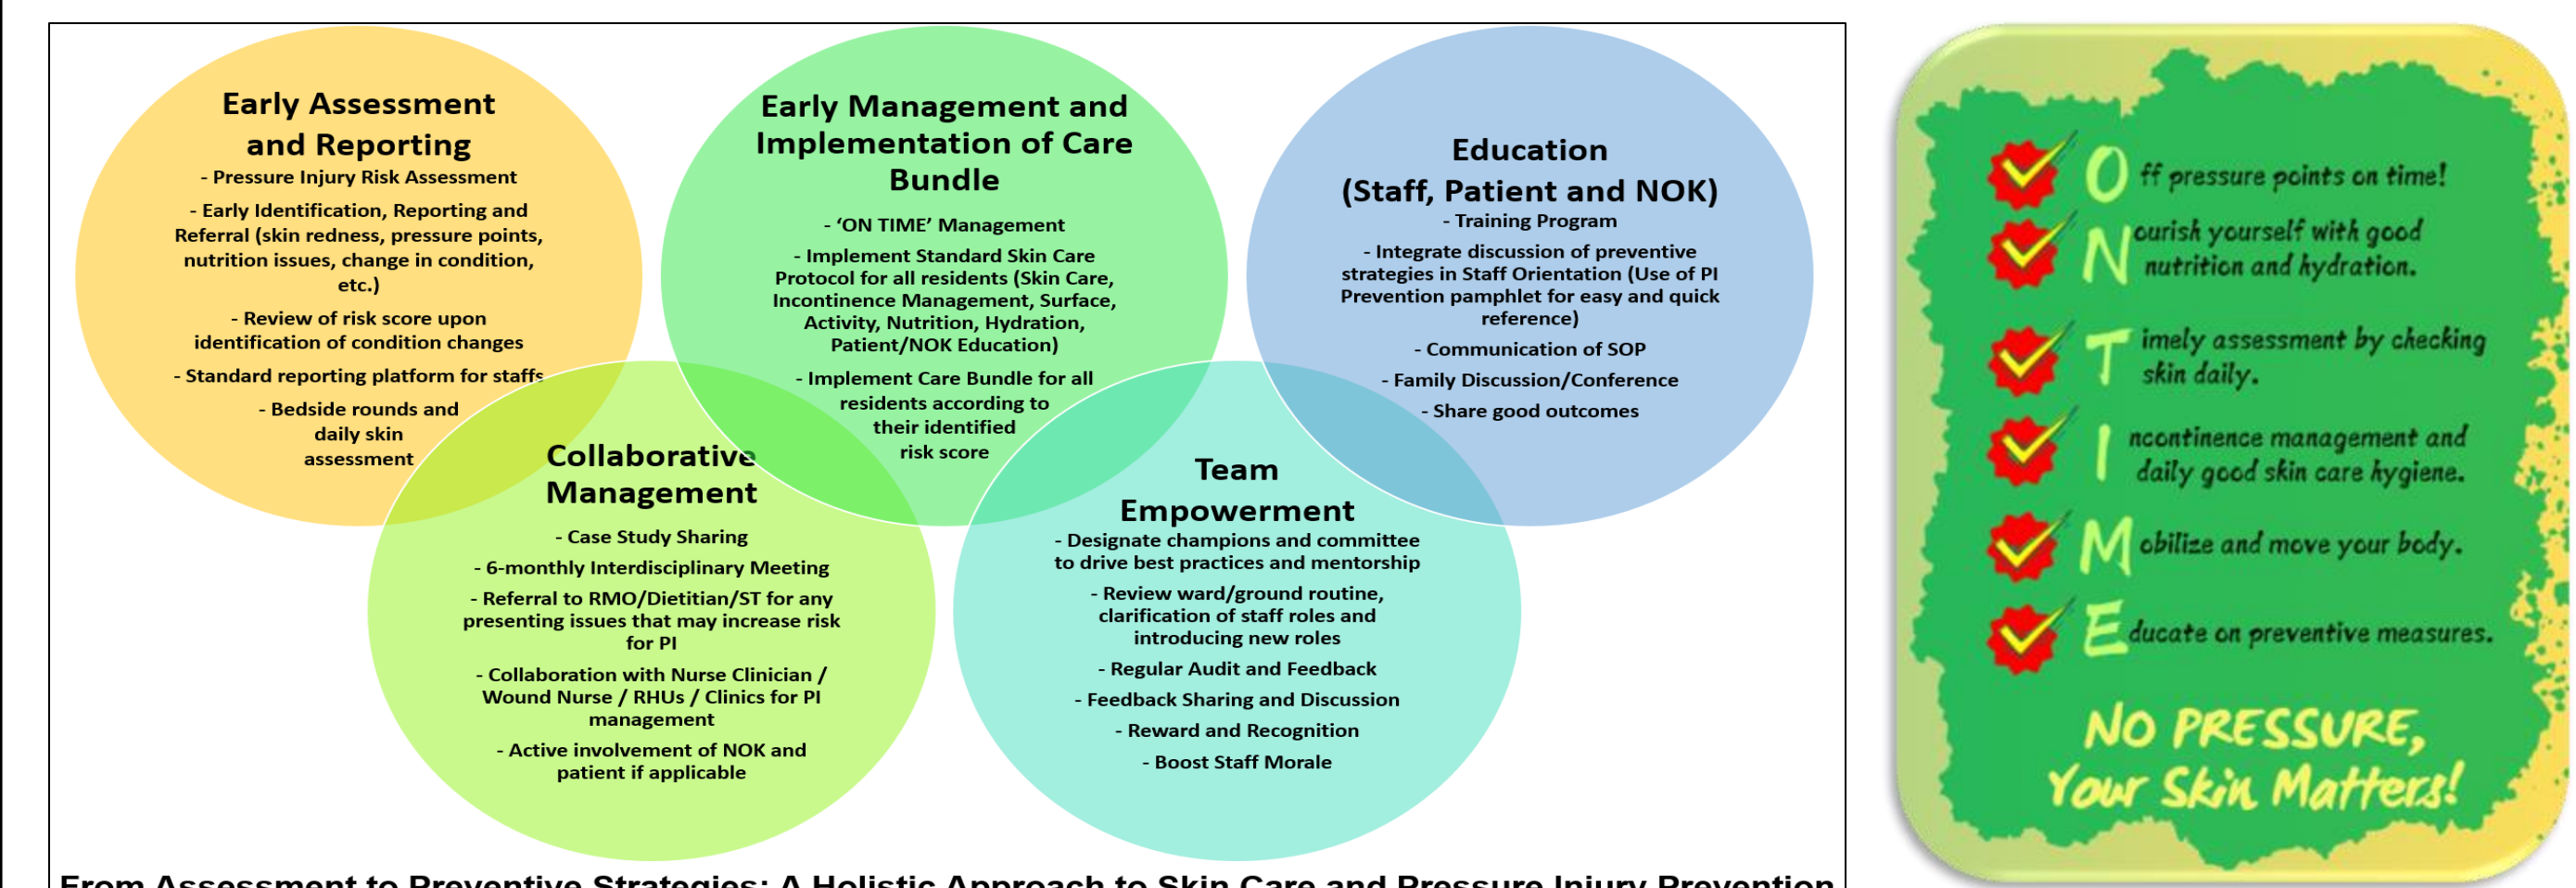 Early Assessment
and Reporting
- Pressure Injury Risk Assessment
- Early Identification, Reporting and
Referral (skin redness, pressure points,
nutrition issues, change in condition,
etc.)
- Review of risk score upon
identification of condition changes
- Standard reporting platform for staffs
- Bedside rounds and
daily skin
assessment
Early Management and
Implementation of Care
Bundle
- ‘ON TIME’ Management
- Implement Standard Skin Care
Protocol for all residents (Skin Care,
Incontinence Management, Surface,
Activity, Nutrition, Hydration,
Patient/NOK Education)
- Implement Care Bundle for all
residents according to
their identified
risk score
Education
(Staff, Patient and NOK)
- Training Program
- Integrate discussion of preventive
strategies in Staff Orientation (Use of PI
Prevention pamphlet for easy and quick
reference)
- Communication of SOP
- Family Discussion/Conference
- Share good outcomes
Collaborative
Management
- Case Study Sharing
- 6-monthly Interdisciplinary Meeting
- Referral to RMO/Dietitian/ST for any
presenting issues that may increase risk
for PI
- Collaboration with Nurse Clinician /
Wound Nurse / RHUs / Clinics for PI
management
- Active involvement of NOK and
patient if applicable
Team
Empowerment
- Designate champions and committee
to drive best practices and mentorship
- Review ward/ground routine,
clarification of staff roles and
introducing new roles
- Regular Audit and Feedback
- Feedback Sharing and Discussion
- Reward and Recognition
- Boost Staff Morale
From Assessment to Preventive Strategies: A Holistic Approach to Skin Care and Pressure Injury Prevention
Off pressure points on time!
Nourish yourself with good
nutrition and hydration.
Timely assessment by checking
skin daily.
Incontinence management and
daily good skin care hygiene.
Mobilize and move your body.
Educate on preventive measures.
NO PRESSURE,
Your Skin Matters!